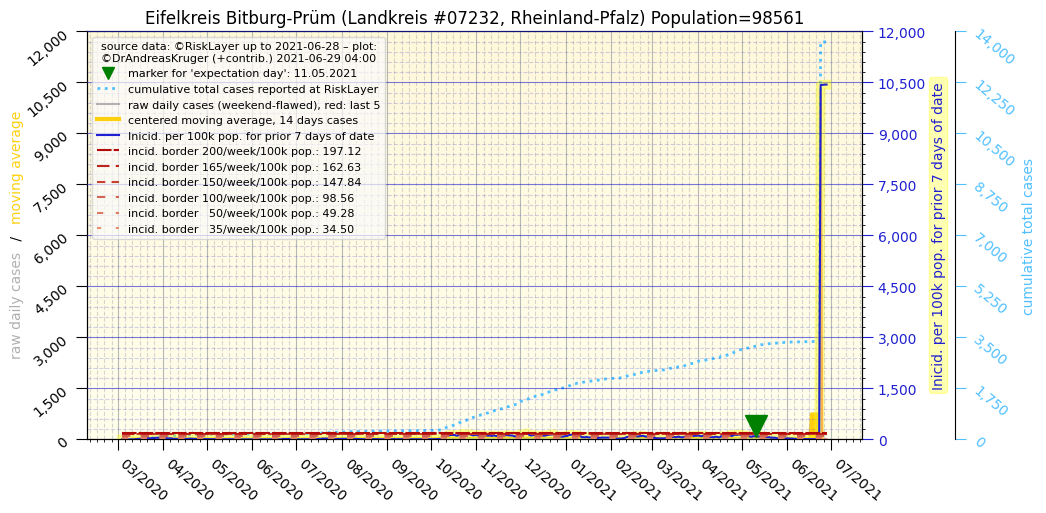 Eifelkreis Bitburg-Prüm (Landkreis #07232, Rheinland-Pfalz) Population=98561
source data: ©RiskLayer up to 2021-06-28 – plot:
©DrAndreasKruger (+contrib.) 2021-06-29 04:00
marker for 'expectation day': 11.05.2021
cumulative total cases reported at RiskLayer
raw daily cases (weekend-flawed), red: last 5
centered moving average, 14 days cases
Inicid. per 100k pop. for prior 7 days of date
incid. border 200/week/100k pop.: 197.12
incid. border 165/week/100k pop.: 162.63
incid. border 150/week/100k pop.: 147.84
incid. border 100/week/100k pop.: 98.56
incid. border   50/week/100k pop.: 49.28
incid. border   35/week/100k pop.: 34.50
raw daily cases / moving average
12,000
10,500
9,000
7,500
6,000
4,500
3,000
1,500
0
03/2020
04/2020
05/2020
06/2020
07/2020
08/2020
09/2020
10/2020
11/2020
12/2020
01/2021
02/2021
03/2021
04/2021
05/2021
06/2021
07/2021
12,000
10,500
9,000
7,500
6,000
4,500
3,000
1,500
0
Inicid. per 100k pop. for prior 7 days of date
14,000
12,250
10,500
8,750
7,000
5,250
3,500
1,750
0
cumulative total cases